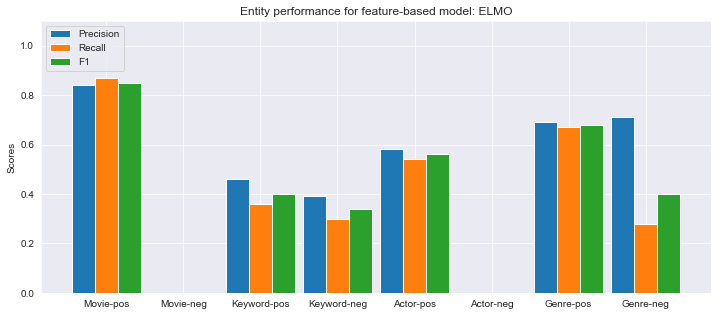 Entity performance for feature-based model: ELMO
Precision
Recall
F1
Scores
1.0
0.8
0.6
0.4
0.2
0.0
Movie-pos Movie-neg Keyword-pos Keyword-neg Actor-pos Actor-neg Genre-pos Genre-neg